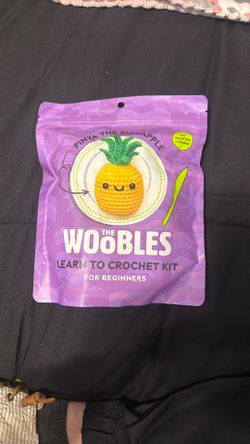 PINYA THE PINEAPPLE
THE
WOOBLES
LEARN TO CROCHET KIT
FOR BEGINNERS